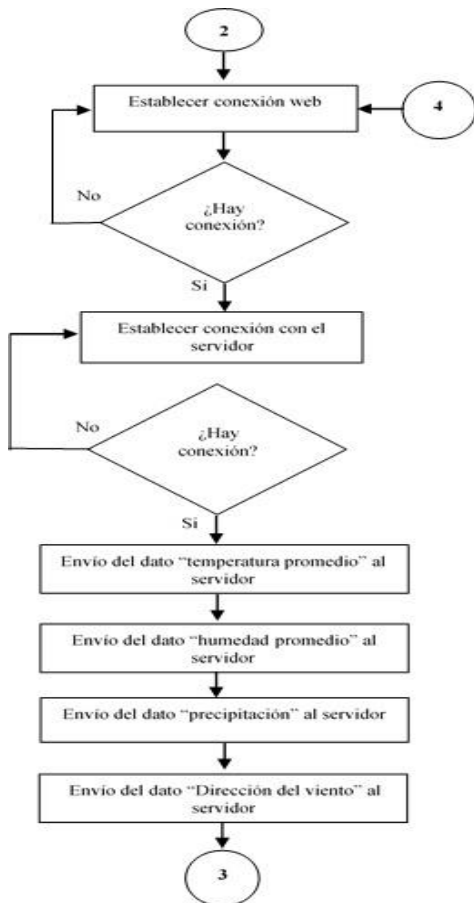 2
Establecer conexión web
4
No
¿Hay
conexión?
Si
Establecer conexión con el
servidor
No
¿Hay
conexión?
Si
Envío del dato “temperatura promedio” al
servidor
Envío del dato “humedad promedio” al
servidor
Envío del dato “precipitación” al servidor
Envío del dato “Dirección del viento” al
servidor
3